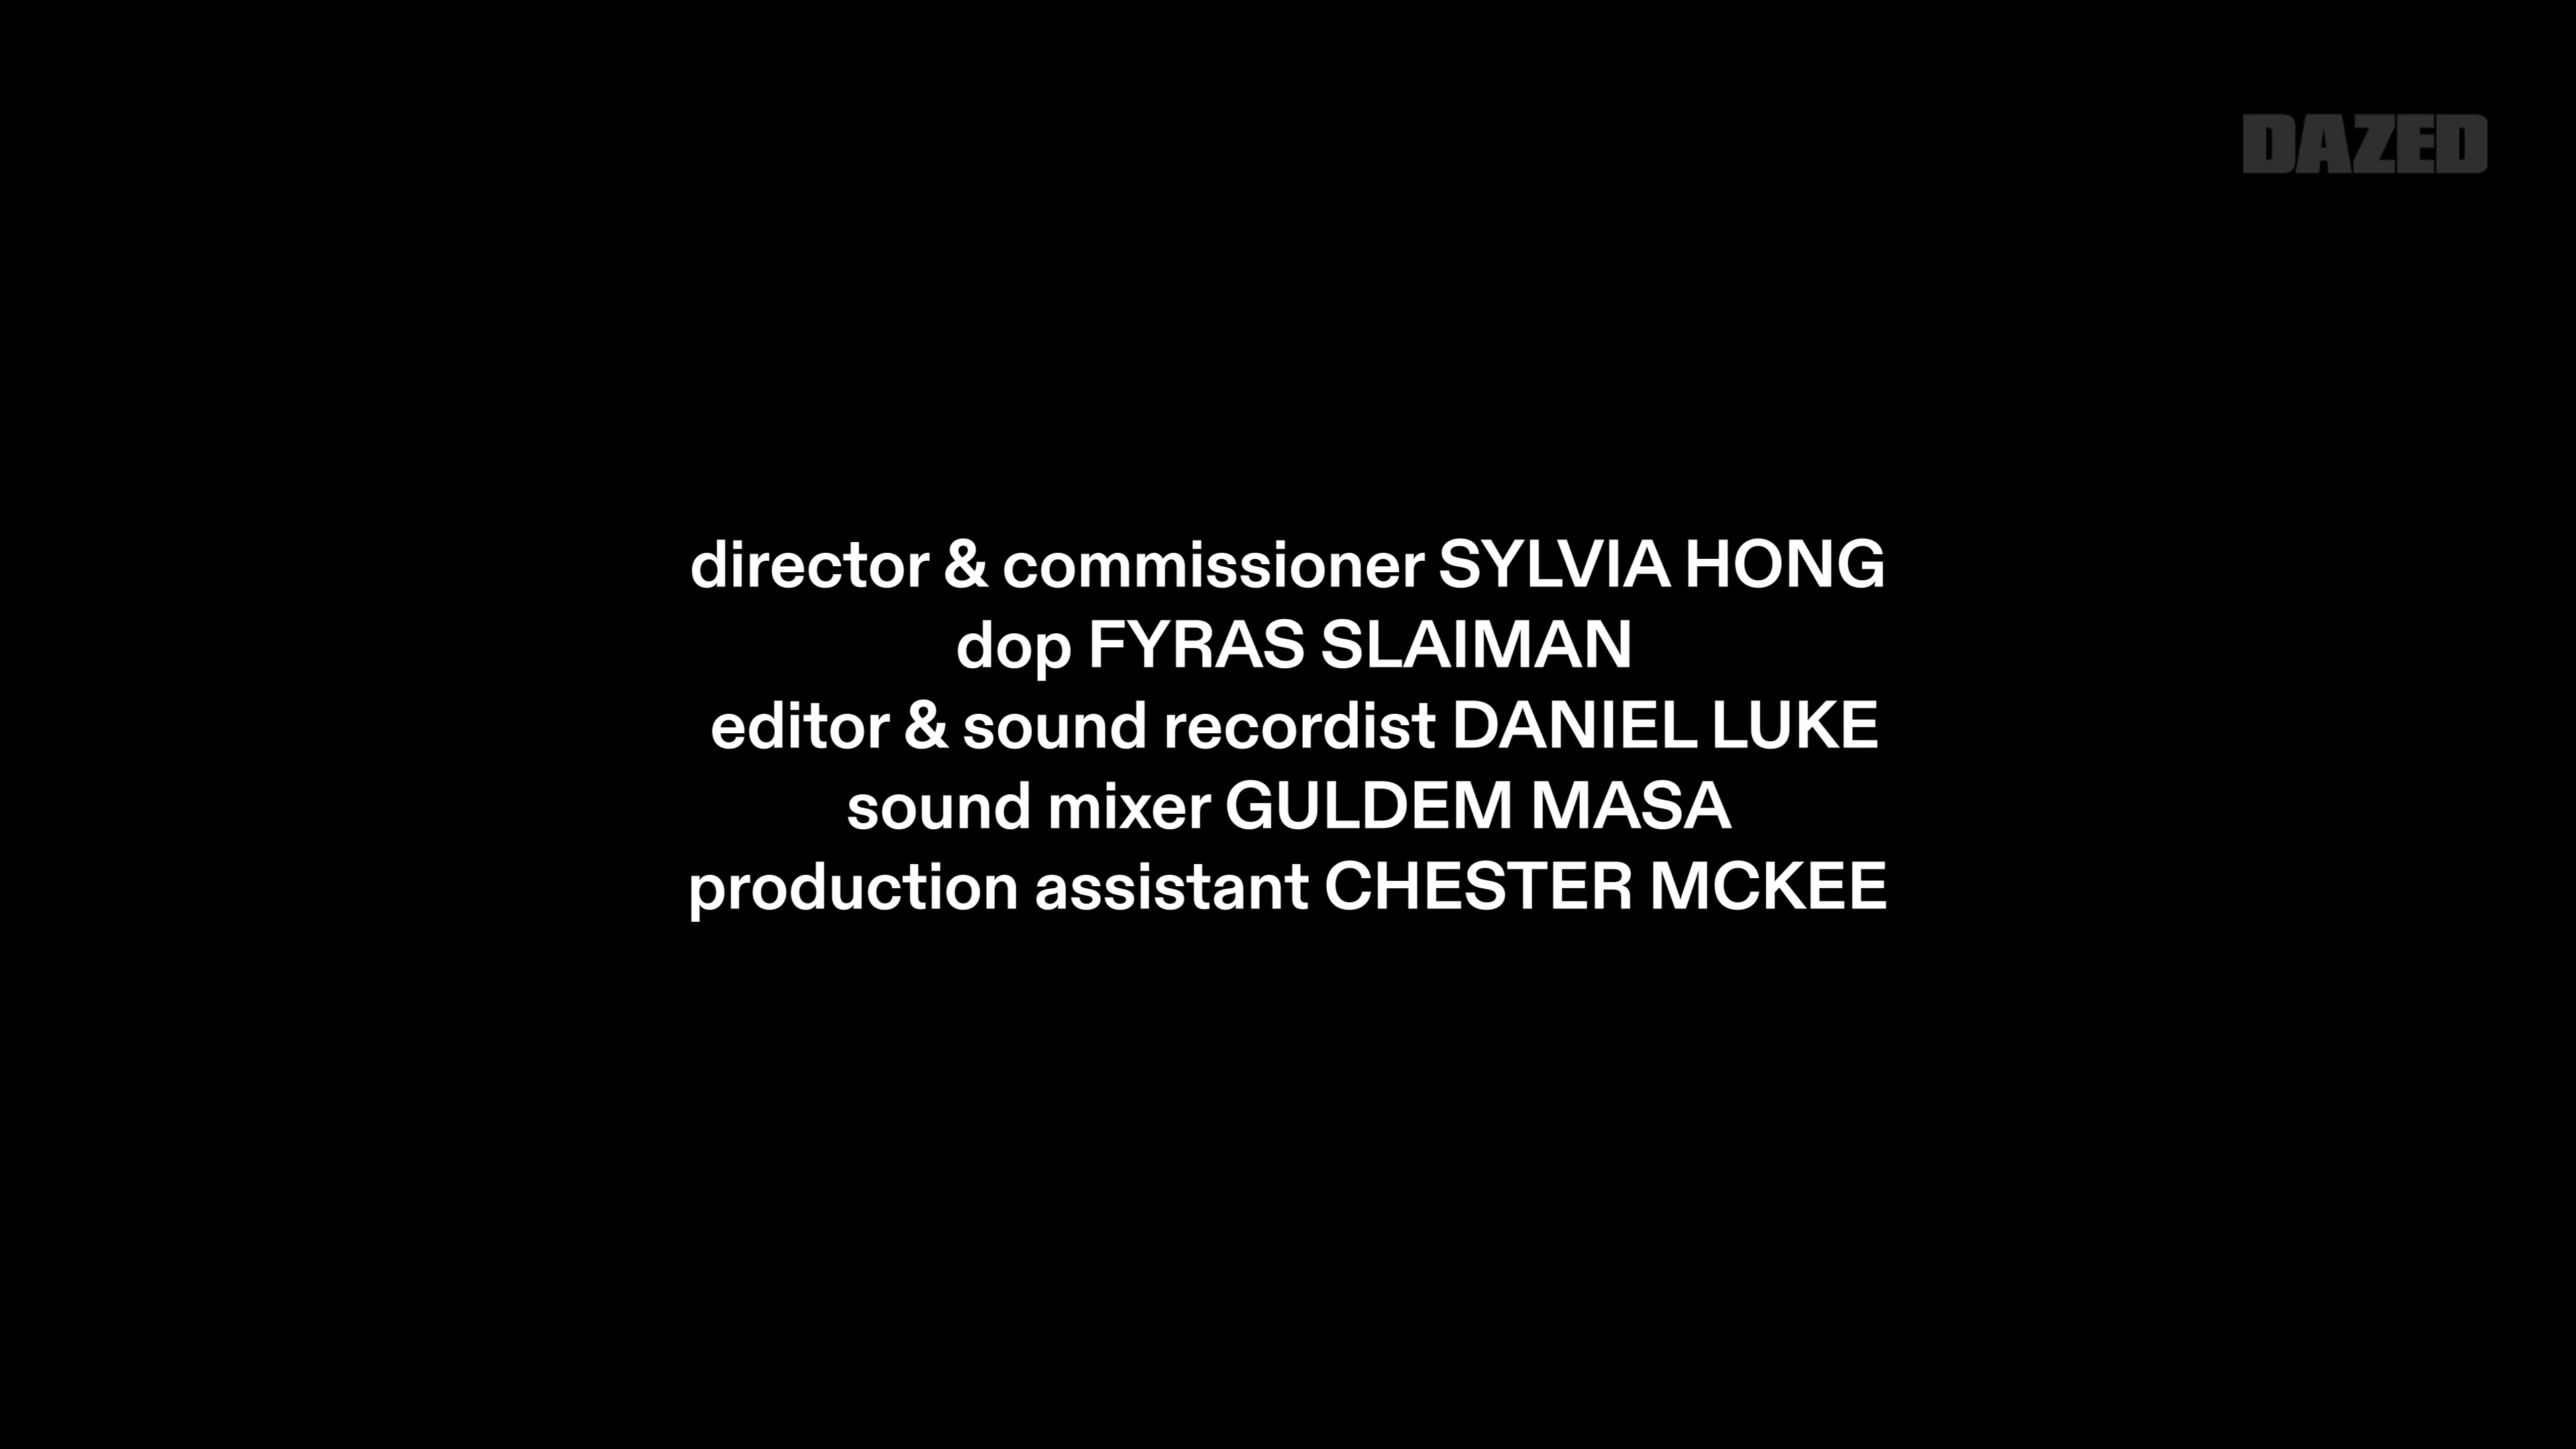 DAZED
director & commissioner SYLVIA HONG
dop FYRAS SLAIMAN
editor & sound recordist DANIEL LUKE
sound mixer GULDEM MASA
production assistant CHESTER MCKEE